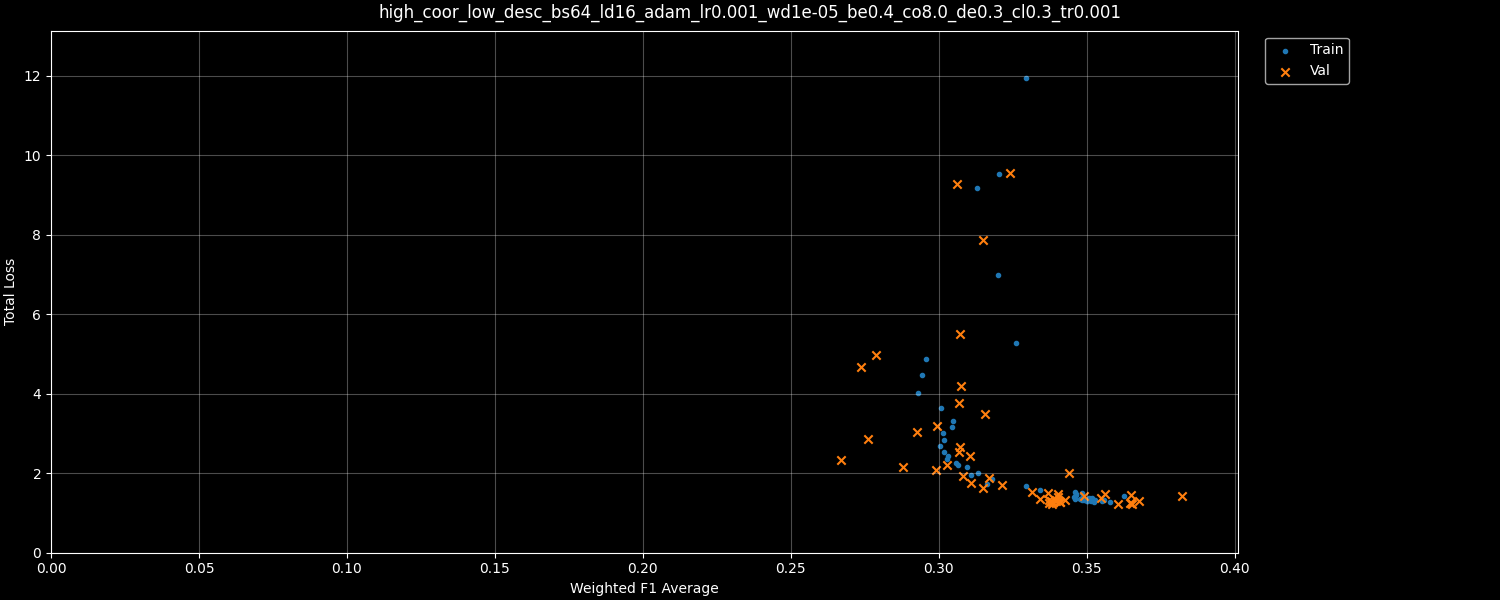 high_coor_low_desc_bs64_ld16_adam_lr0.001_wd1e-05_be0.4_co8.0_de0.3_cl0.3_tr0.001
Train
Val
12
10
8
6
4
2
0
Total Loss
0.00 0.05 0.10 0.15 0.20 0.25 0.30 0.35 0.40
Weighted F1 Average